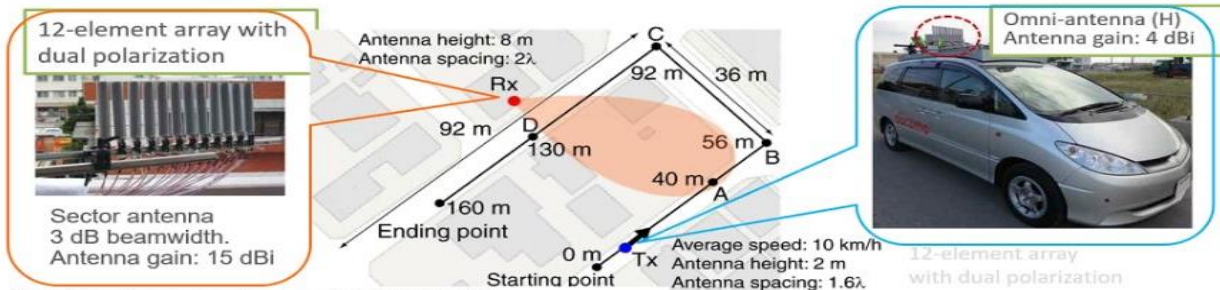 12-element array with
dual polarization
Sector antenna
3 dB beamwidth.
Antenna gain: 15 dBi
Antenna height: 8 m
Antenna spacing: 2λ
Rx
C
92 m
36 m
92 m
D
130 m
56 m
B
40 m
A
160 m
Ending point
0 m
Tx
Starting point
Average speed: 10 km/h
Antenna height: 2 m
Antenna spacing: 1.6λ
Omni-antenna (H)
Antenna gain: 4 dBi
docomo
12-element array
with dual polarization